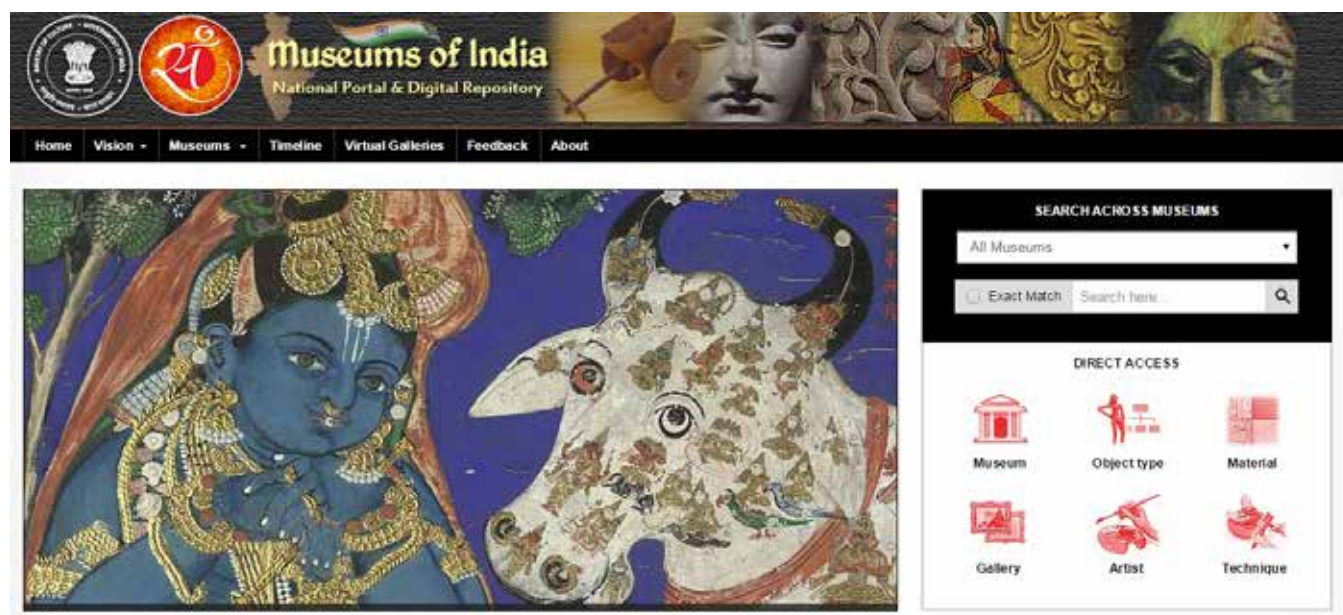 Museums of India
National Portal & Digital Repository
Home Vision Museums Timeline Virtual Galleries Feedback About
SEARCH ACROSS MUSEUMS
All Museums
Exact Match Search here...
DIRECT ACCESS
Museum Object type Material
Gallery Artist Technique